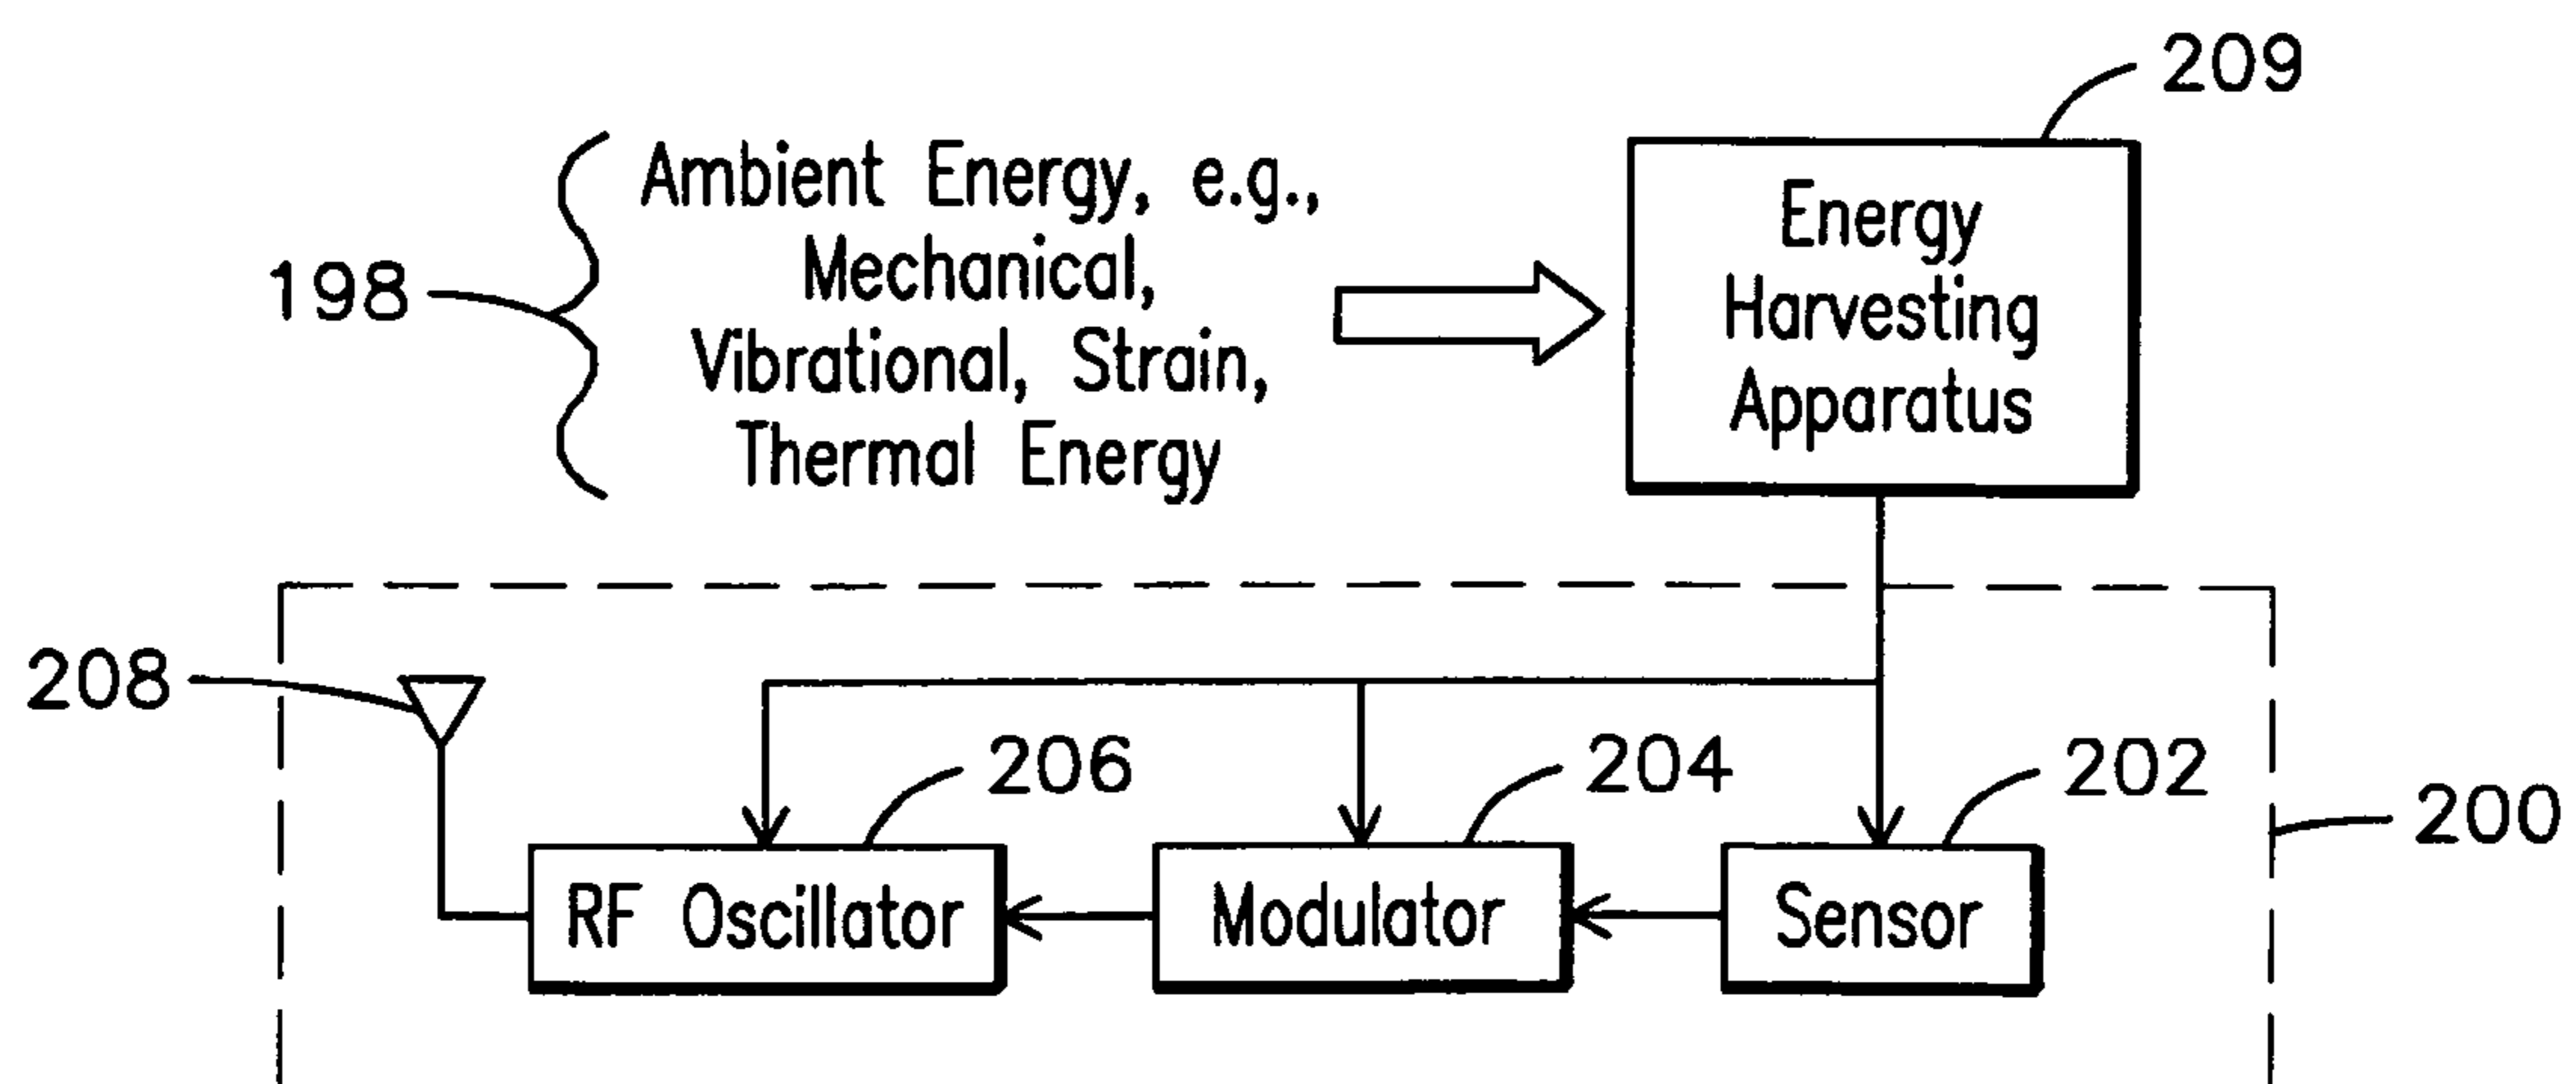 209
Ambient Energy, e.g.,
Mechanical,
Vibrational, Strain,
Thermal Energy
198
Energy
Harvesting
Apparatus
208
206
204
202
200
RF Oscillator
Modulator
Sensor